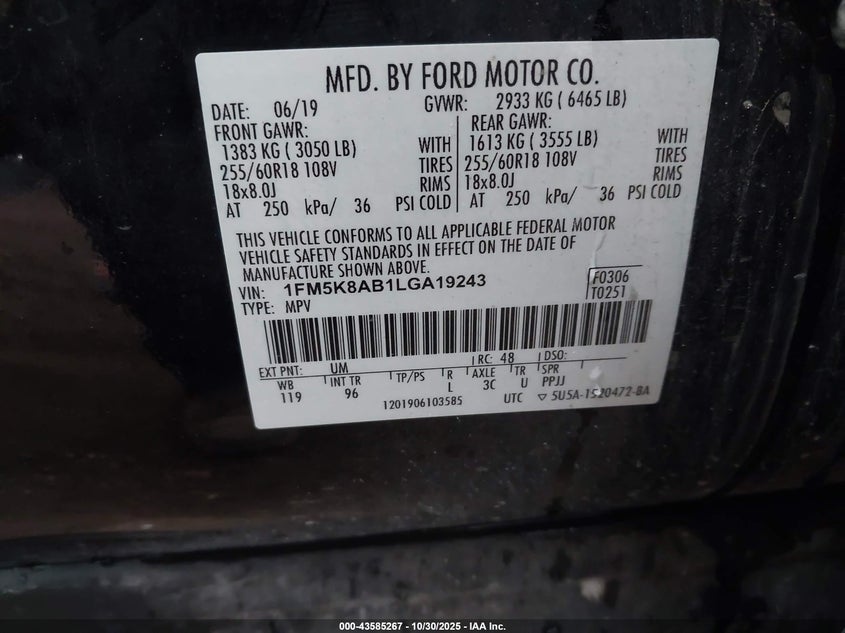 MFD. BY FORD MOTOR CO.
DATE: 06/19 GVWR: 2933 KG ( 6465 LB)
FRONT GAWR: REAR GAWR:
1383 KG ( 3050 LB) WITH 1613 KG ( 3555 LB) WITH
255/60R18 108V TIRES 255/60R18 108V TIRES
18x8.0J RIMS 18x8.0J RIMS
AT 250 kPa/ 36 PSI COLD AT 250 kPa/ 36 PSI COLD
THIS VEHICLE CONFORMS TO ALL APPLICABLE FEDERAL MOTOR
VEHICLE SAFETY STANDARDS IN EFFECT ON THE DATE OF
MANUFACTURE SHOWN ABOVE.
VIN: 1FM5K8AB1LGA19243 F0306
TYPE: MPV T0251
EXT PNT: UM RC: 48 DSO:
WB INT TR TP/PS R AXLE TR SPR
119 96 L 3C U PPJJ
1201906103585 UTC ▽ 5U5A-1520472-BA
000-43585267 - 10/30/2025 - IAA Inc.